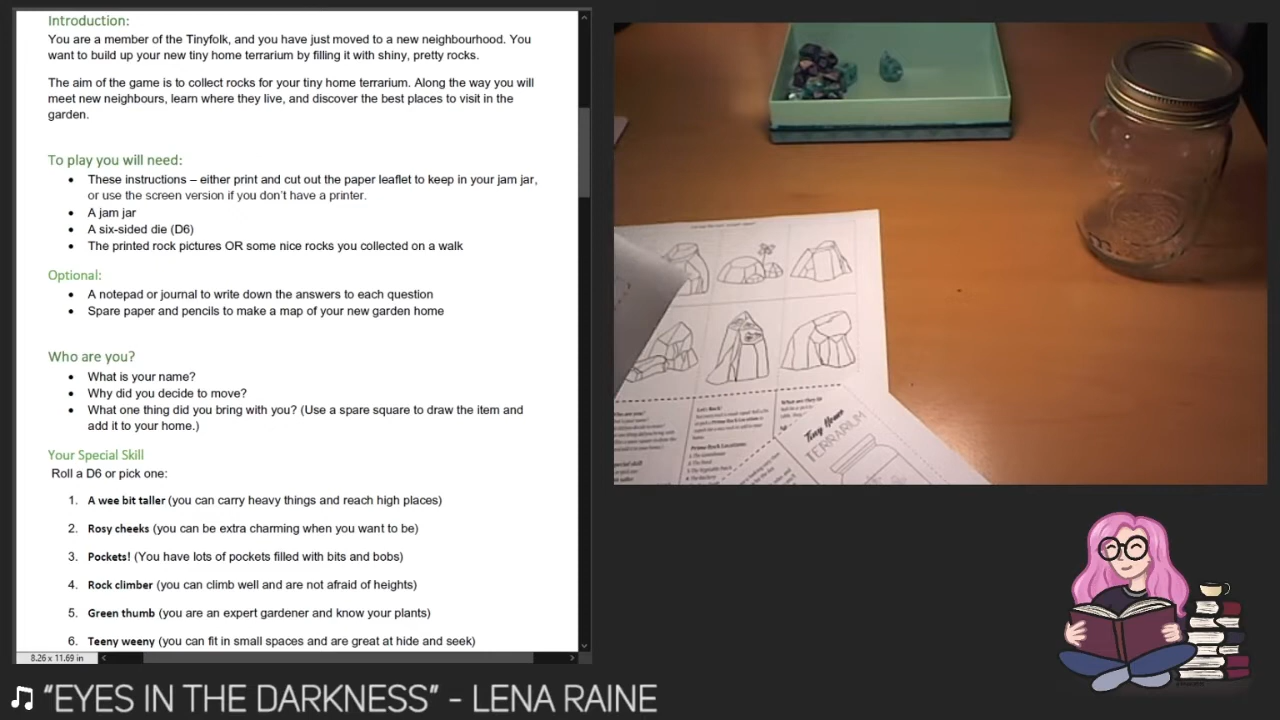 Introduction:
You are a member of the Tinyfolk, and you have just moved to a new neighbourhood. You
want to build up your new tiny home terrarium by filling it with shiny, pretty rocks.
The aim of the game is to collect rocks for your tiny home terrarium. Along the way you will
meet new neighbours, learn where they live, and discover the best places to visit in the
garden.
To play you will need:
• These instructions – either print and cut out the paper leaflet to keep in your jam jar,
or use the screen version if you don't have a printer.
• A jam jar
• A six-sided die (D6)
• The printed rock pictures OR some nice rocks you collected on a walk
Optional:
• A notepad or journal to write down the answers to each question
• Spare paper and pencils to make a map of your new garden home
Who are you?
• What is your name?
• Why did you decide to move?
• What one thing did you bring with you? (Use a spare square to draw the item and
add it to your home.)
Your Special Skill
Roll a D6 or pick one:
1. A wee bit taller (you can carry heavy things and reach high places)
2. Rosy cheeks (you can be extra charming when you want to be)
3. Pockets! (You have lots of pockets filled with bits and bobs)
4. Rock climber (you can climb well and are not afraid of heights)
5. Green thumb (you are an expert gardener and know your plants)
6. Teeny weeny (you can fit in small spaces and are great at hide and seek)
8.26 x 11.69 in
Let's Rock!
Prime Rock Locations
Tiny Home
TERRARIUM
♫ "EYES IN THE DARKNESS" - LENA RAINE